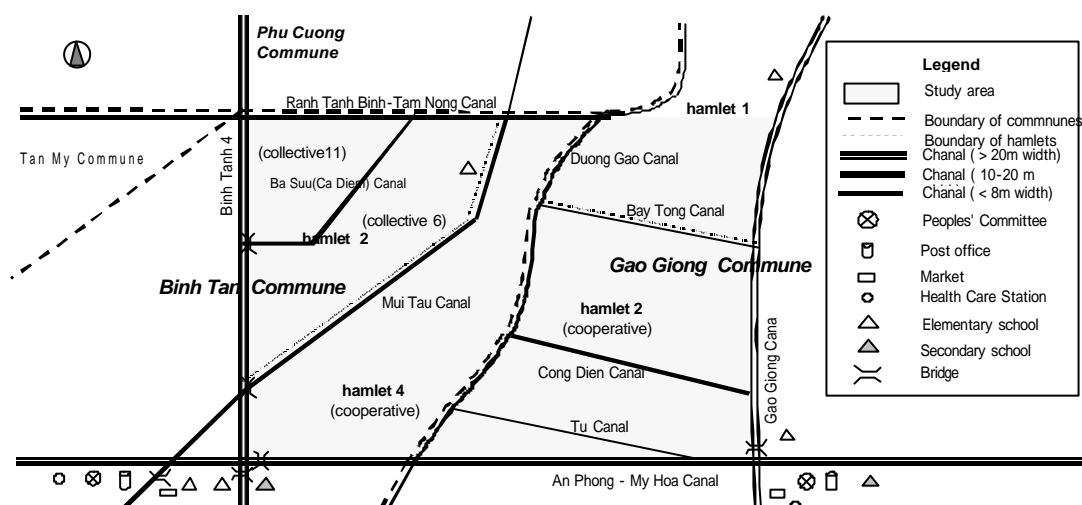 Phu Cuong
Commune
Ranh Tanh Binh-Tam Nong Canal
hamlet 1
Tan My Commune
Binh Tanh 4
(collective11)
Ba Suu(Ca Diem) Canal
(collective 6)
hamlet 2
Duong Gao Canal
Bay Tong Canal
Gao Giong Commune
Binh Tan Commune
Mui Tau Canal
hamlet 2
(cooperative)
Gao Giong Cana
Cong Dien Canal
hamlet 4
(cooperative)
Tu Canal
An Phong - My Hoa Canal
Legend
Study area
Boundary of commnunes
Boundary of hamlets
Chanal ( > 20m width)
Chanal ( 10-20 m
Chanal ( < 8m width)
Peoples' Committee
Post office
Market
Health Care Station
Elementary school
Secondary school
Bridge